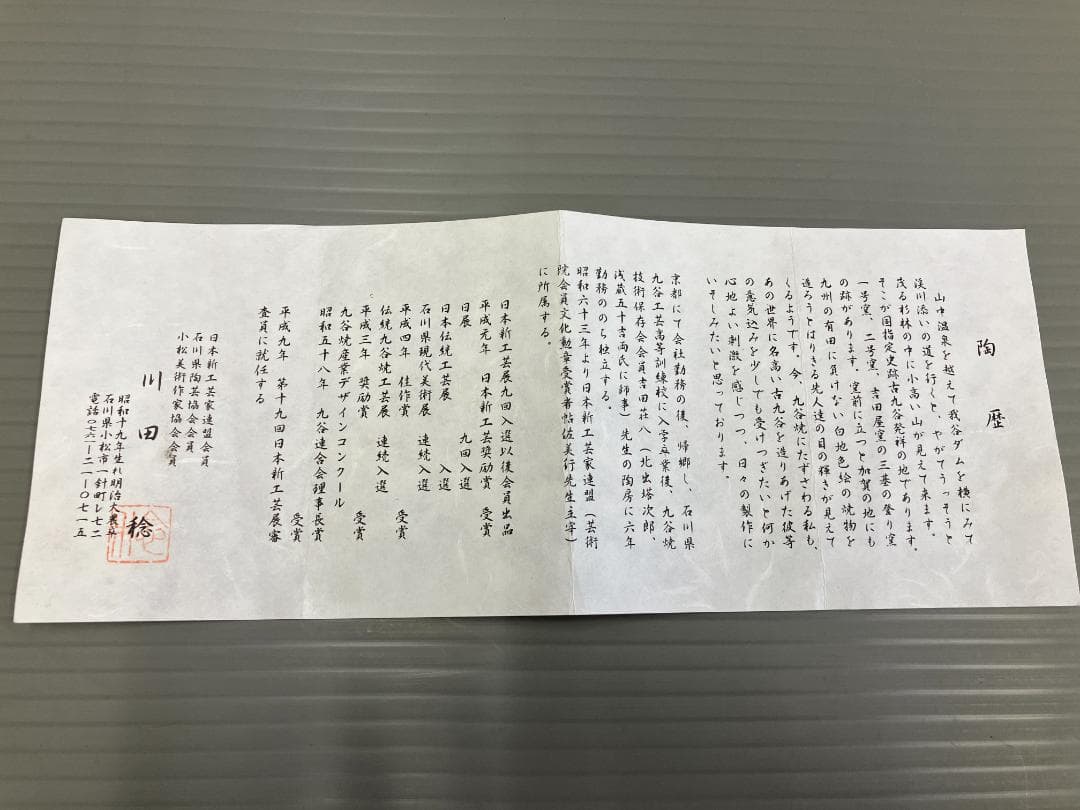 陶歴
山中温泉を越えて我谷ダムを横にみて
渓川添いの道を行くと、やがてうっそうと
茂る杉林の中に小高い山が見えて来ます。
そこが国指定史跡古九谷発祥の地であります。
一号窯、二号窯、吉田屋窯の三基の登り窯
の跡があります。窯前に立つと加賀の地にも
九州の有田に負けない白地色絵の焼物を
造ろうとはりきる先人達の目の輝きが見えて
くるようです。今、九谷焼にたずさわる私も、
あの世界に名高い古九谷を造りあげた彼等
の意気込みを少しでも受けつぎたいと何か
心地よい刺激を感じつつ、日々の製作に
いそしみたいと思っております。
京都にて会社勤務の後、帰郷し、石川県
九谷工芸高等訓練校に入学卒業後、九谷焼
技術保存会会員吉田荘八(北出塔次郎、
浅蔵五十吉両氏に師事)先生の陶房に六年
勤務ののち独立する。
昭和六十三年より日本新工芸家連盟(芸術
院会員文化勲章受賞者帖佐美行先生主宰)
に所属する。
日本新工芸展九回入選以後会員出品
平成元年 日本新工芸奨励賞 受賞
日展 九回入選
日本伝統工芸展 入選
石川県現代美術展 連続入選
平成四年 佳作賞 受賞
伝統九谷焼工芸展 連続入選
平成三年 奨励賞 受賞
九谷焼産業デザインコンクール
昭和五十八年 九谷連合会理事長賞
受賞
平成九年 第十九回日本新工芸展審
査員に就任する
日本新工芸家連盟会員
石川県陶芸協会会員
小松美術作家協会会員
川田 稔
昭和十九年生れ明治大農卒
石川県小松市一針町レ七二
電話〇七六一-二一-一〇七一五